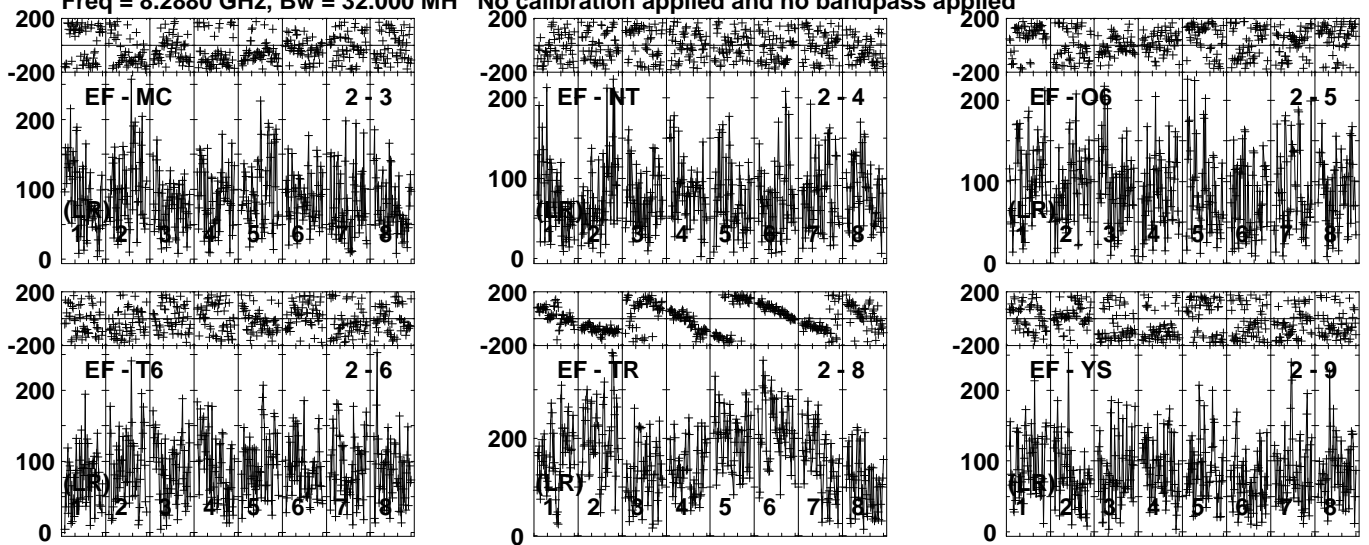 Freq = 8.2880 GHz, Bw = 32.000 MH No calibration applied and no bandpass applied
200 200 200
-200 -200 -200
EF - MC 2 - 3 EF - NT 2 - 4 EF - O6 2 - 5
200 200 200
100 100 100
(LR) (LR) (LR)
1 2 3 4 5 6 7 8 1 2 3 4 5 6 7 8 1 2 3 4 5 6 7 8
0 0 0
200 200 200
-200 -200 -200
EF - T6 2 - 6 EF - TR 2 - 8 EF - YS 2 - 9
200 200 200
100 100
(LR) (LR) (LR)
1 2 3 4 5 6 7 8 1 2 3 4 5 6 7 8 1 2 3 4 5 6 7 8
0 0 0